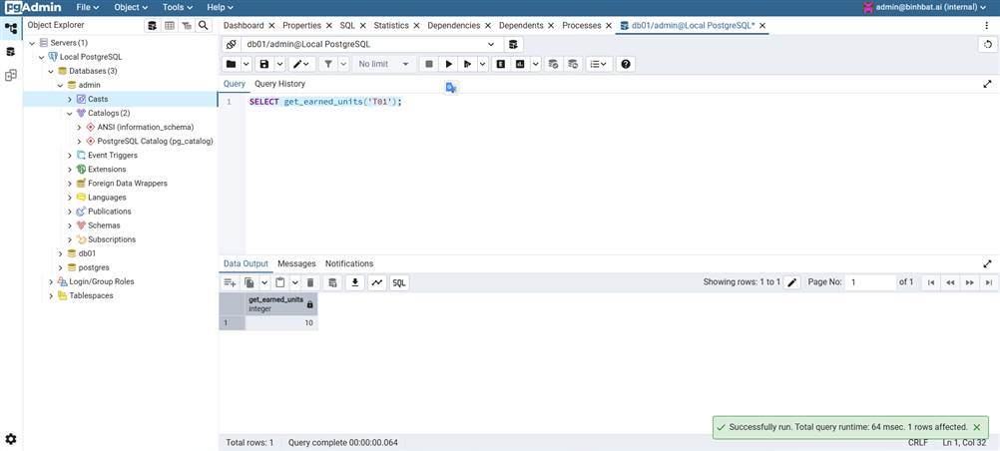 pgAdmin File Object Tools Help admin@binhbat.ai (internal)
Object Explorer
Dashboard Properties SQL Statistics Dependencies Dependents Processes db01/admin@Local PostgreSQL*
Servers (1)
Local PostgreSQL
Databases (3)
admin
Casts
Catalogs (2)
ANSI (information_schema)
PostgreSQL Catalog (pg_catalog)
Event Triggers
Extensions
Foreign Data Wrappers
Languages
Publications
Schemas
Subscriptions
db01
postgres
Login/Group Roles
Tablespaces
db01/admin@Local PostgreSQL
No limit
E
Query Query History
1 SELECT get_earned_units('T01');
Data Output Messages Notifications
SQL
Showing rows: 1 to 1 Page No: 1 of 1
get_earned_units
integer
1 10
Successfully run. Total query runtime: 64 msec. 1 rows affected.
Total rows: 1 Query complete 00:00:00.064 CRLF Ln 1, Col 32